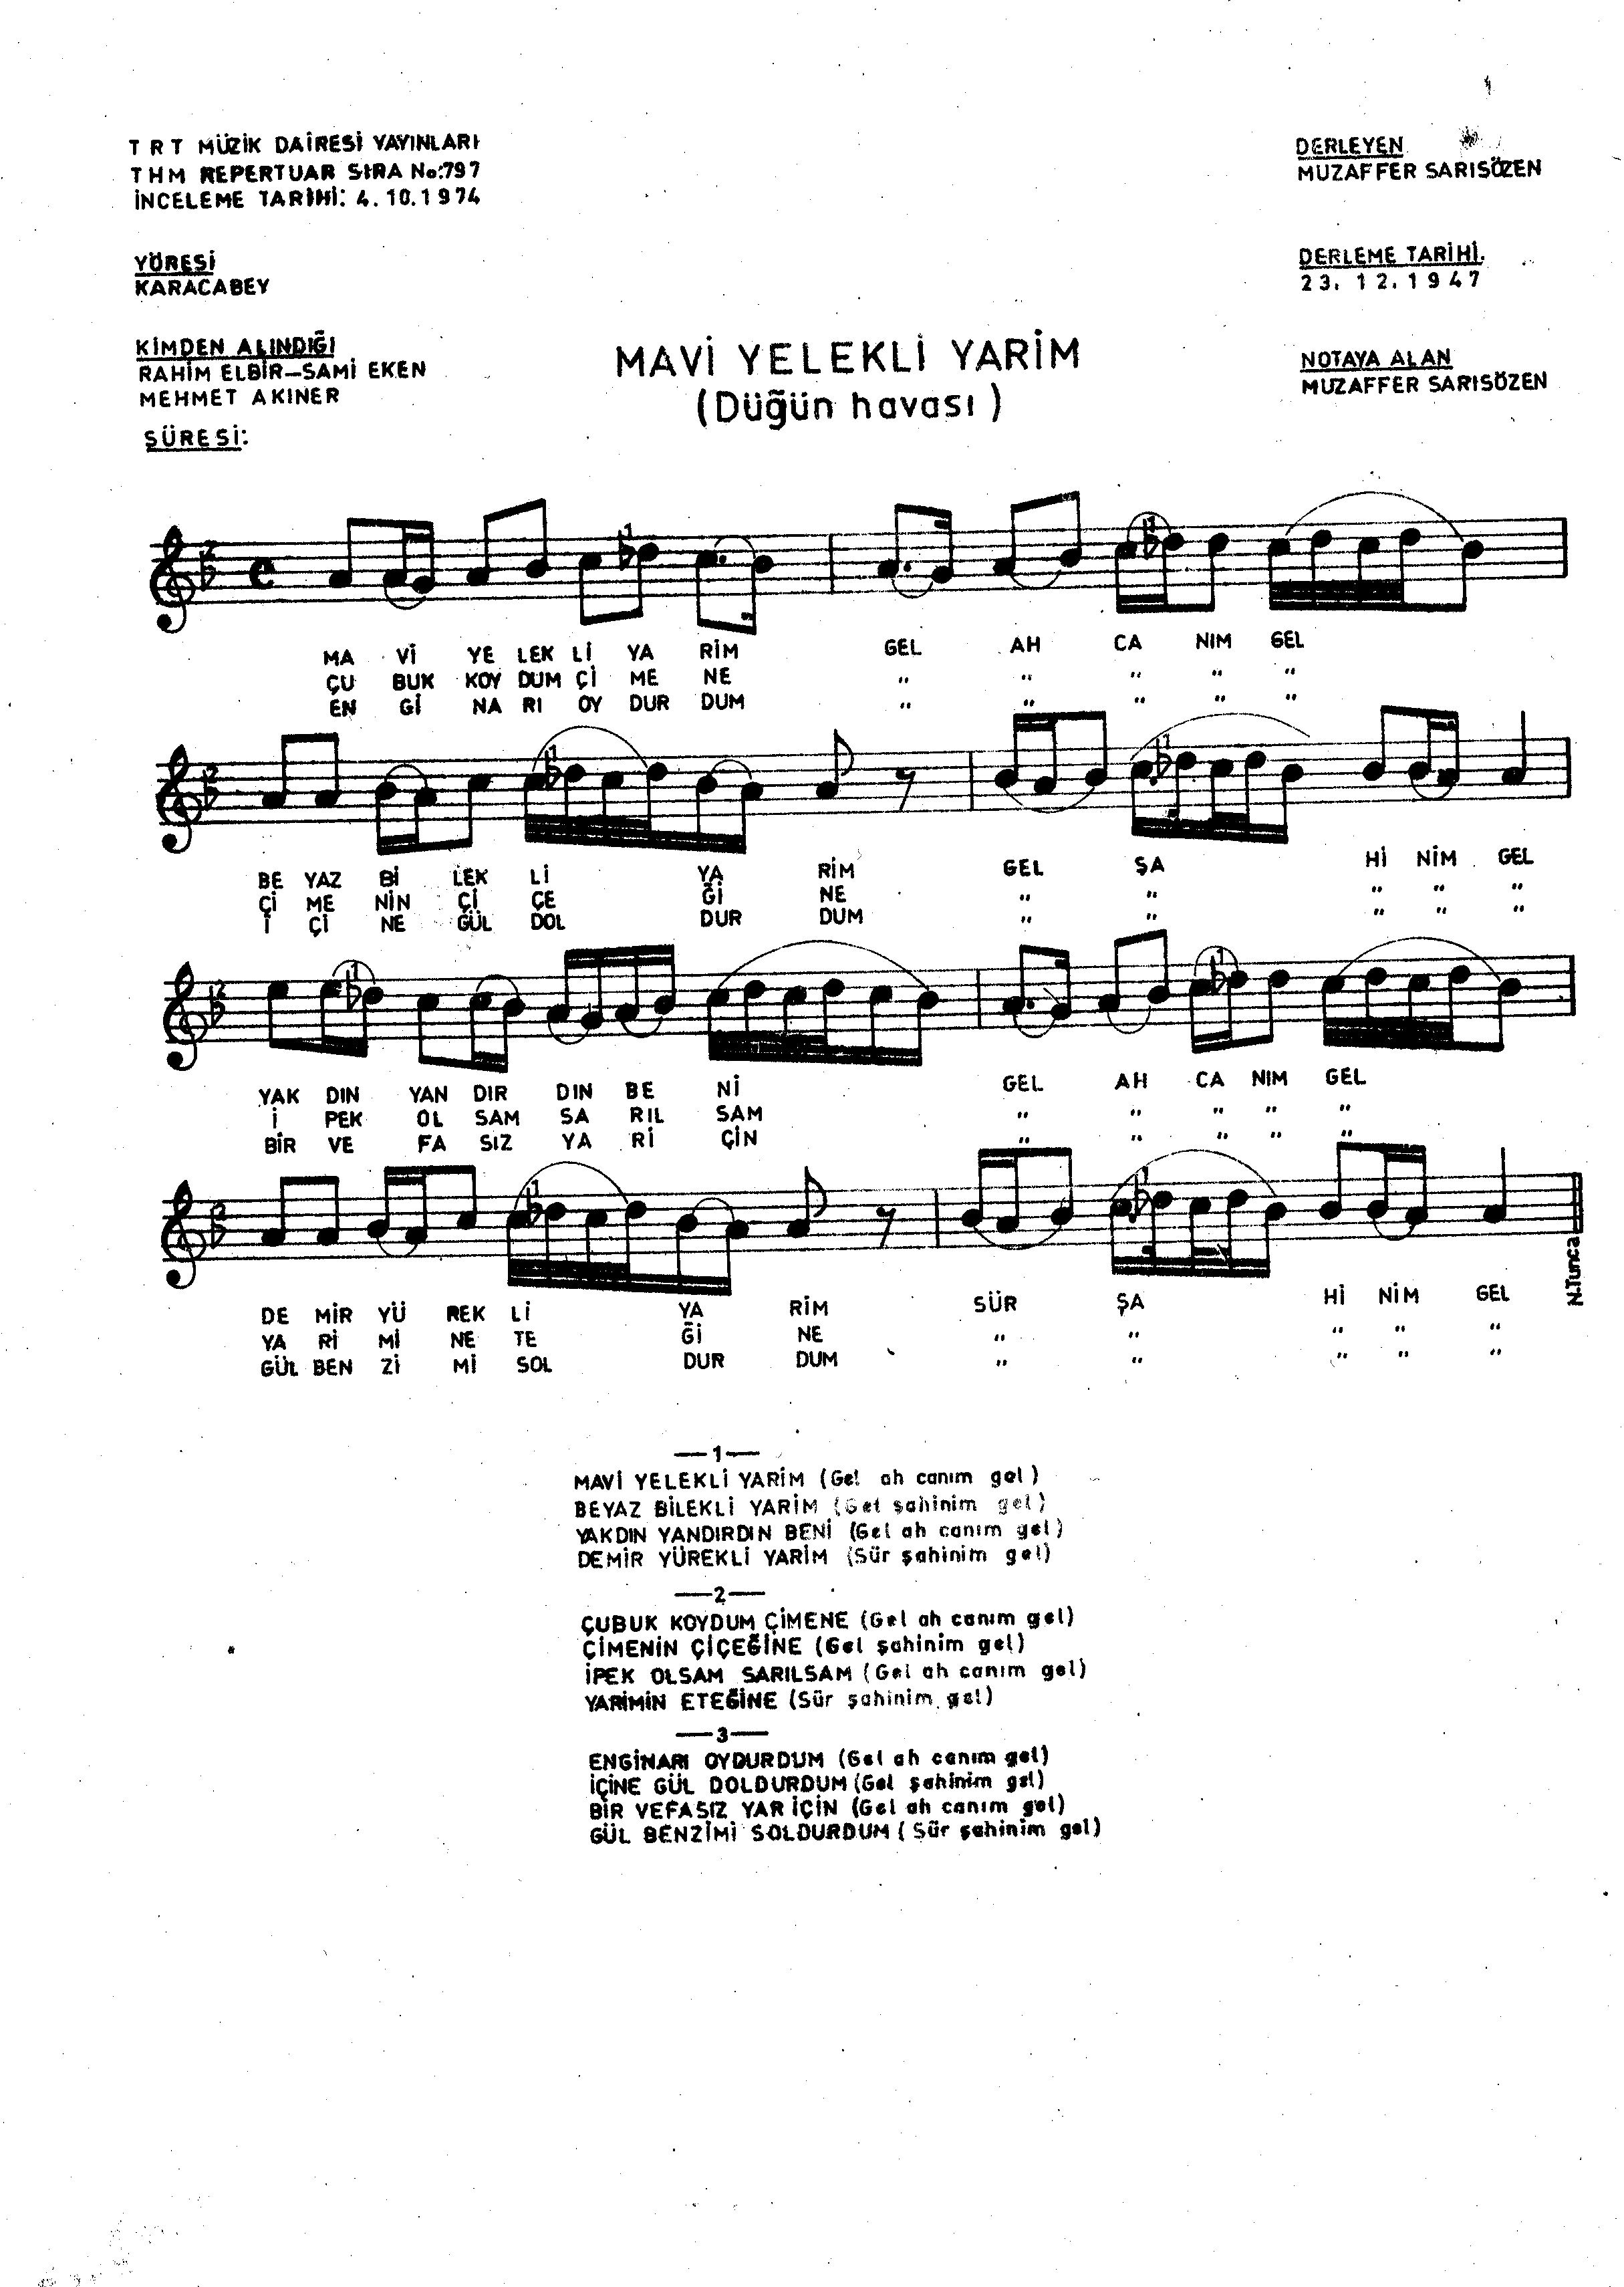 TRT MÜZİK DAİRESİ YAYINLARI
THM REPERTUAR SIRA No:797
İNCELEME TARİHİ: 4.10.1974
DERLEYEN
MUZAFFER SARISÖZEN
YÖRESİ
KARACABEY
DERLEME TARİHİ.
23.12.1947
KİMDEN ALINDIĞI
RAHİM ELBİR-SAMİ EKEN
MEHMET AKINER
MAVİ YELEKLİ YARİM
(Düğün havası)
NOTAYA ALAN
MUZAFFER SARISÖZEN
SÜRESİ:
MA Vİ YE LEK Lİ YA RİM GEL AH CA NIM GEL
ÇU BUK KOY DUM Çİ ME NE " " " " "
EN Gİ NA RI OY DUR DUM " " " " "
BE YAZ Bİ LEK Lİ YA RİM GEL ŞA Hİ NİM GEL
Çİ ME NİN Çİ ÇE Ğİ NE " " " " "
İ Çİ NE GÜL DOL DUR DUM " " " " "
YAK DIN YAN DIR DIN BE Nİ GEL AH CA NIM GEL
İ PEK OL SAM SA RIL SAM " " " " "
BİR VE FA SIZ YA Rİ ÇİN " " " " "
DE MİR YÜ REK Lİ YA RİM SÜR ŞA Hİ NİM GEL
YA Rİ Mİ NE TE Ğİ NE " " " " "
GÜL BEN Zİ Mİ SOL DUR DUM " " " " "
N.Tunca
—1—
MAVİ YELEKLİ YARİM (Gel ah canım gel)
BEYAZ BİLEKLİ YARİM (Gel şahinim gel)
YAKDIN YANDIRDIN BENİ (Gel ah canım gel)
DEMİR YÜREKLİ YARİM (Sür şahinim gel)
—2—
ÇUBUK KOYDUM ÇİMENE (Gel ah canım gel)
ÇİMENİN ÇİÇEĞİNE (Gel şahinim gel)
İPEK OLSAM SARILSAM (Gel ah canım gel)
YARİMİN ETEĞİNE (Sür şahinim gel)
—3—
ENGİNARI OYDURDUM (Gel ah canım gel)
İÇİNE GÜL DOLDURDUM (Gel şahinim gel)
BİR VEFASIZ YAR İÇİN (Gel ah canım gel)
GÜL BENZİMİ SOLDURDUM (Sür şahinim gel)